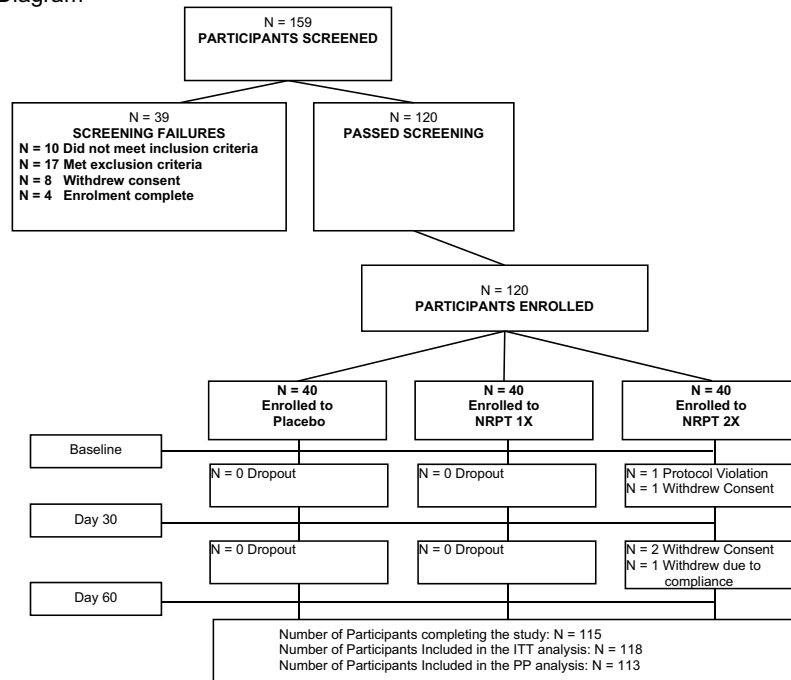 Diagram
N = 159
PARTICIPANTS SCREENED
N = 39
SCREENING FAILURES
N = 10 Did not meet inclusion criteria
N = 17 Met exclusion criteria
N = 8 Withdrew consent
N = 4 Enrolment complete
N = 120
PASSED SCREENING
N = 120
PARTICIPANTS ENROLLED
N = 40
Enrolled to
Placebo
N = 40
Enrolled to
NRPT 1X
N = 40
Enrolled to
NRPT 2X
Baseline
N = 0 Dropout
N = 0 Dropout
N = 1 Protocol Violation
N = 1 Withdrew Consent
Day 30
N = 0 Dropout
N = 0 Dropout
N = 2 Withdrew Consent
N = 1 Withdrew due to
compliance
Day 60
Number of Participants completing the study: N = 115
Number of Participants Included in the ITT analysis: N = 118
Number of Participants Included in the PP analysis: N = 113